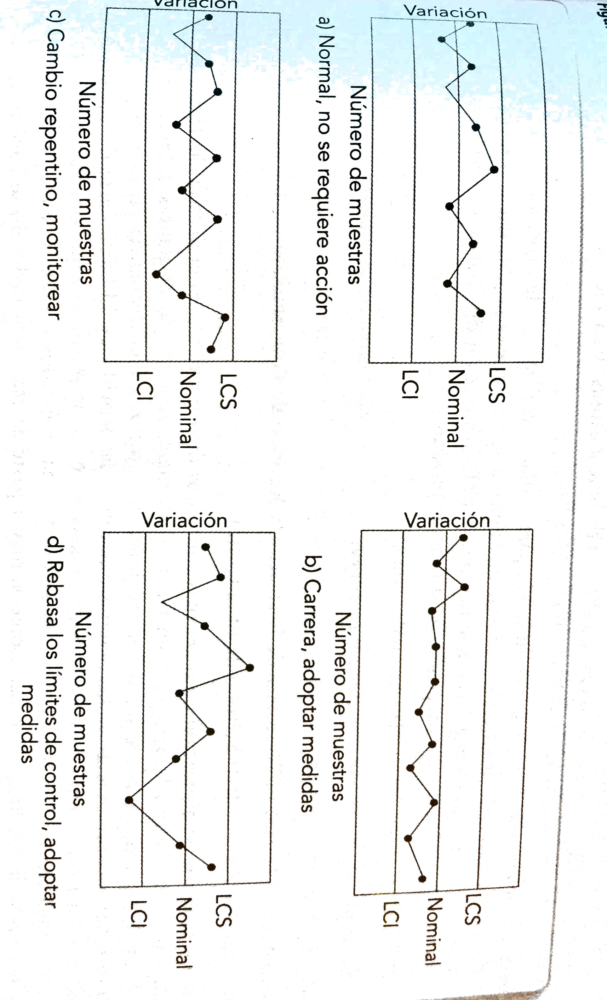 Variación
LCS
Nominal
LCI
Número de muestras
a) Normal, no se requiere acción
Variación
LCS
Nominal
LCI
Número de muestras
b) Carrera, adoptar medidas
Variación
LCS
Nominal
LCI
Número de muestras
c) Cambio repentino, monitorear
Variación
LCS
Nominal
LCI
Número de muestras
d) Rebasa los límites de control, adoptar
medidas